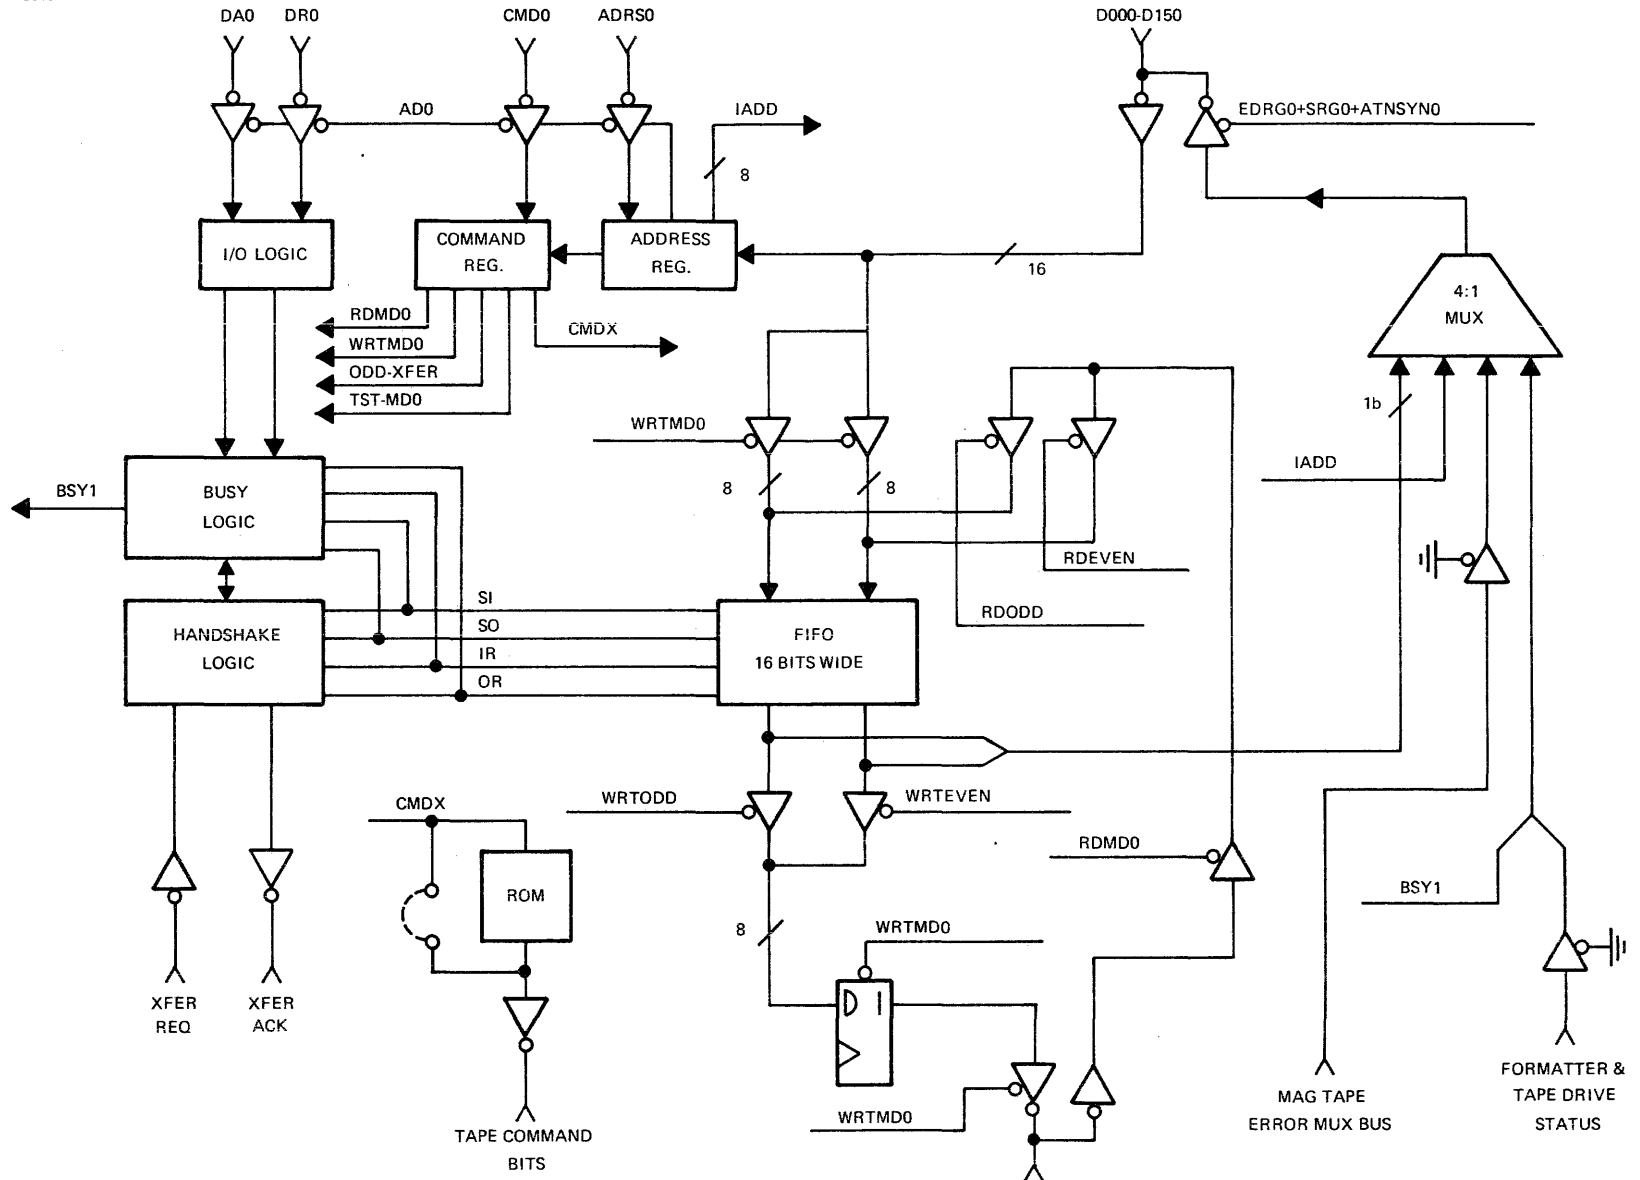 DA0
DR0
CMD0
ADRS0
D000-D150
AD0
IADD
8
EDRG0+SRG0+ATNSYN0
I/O LOGIC
COMMAND
REG.
ADDRESS
REG.
16
4:1
MUX
RDMD0
WRTMD0
ODD-XFER
TST-MD0
CMDX
WRTMD0
1b
IADD
8
8
BSY1
BUSY
LOGIC
RDEVEN
RDODD
HANDSHAKE
LOGIC
SI
SO
IR
OR
FIFO
16 BITS WIDE
CMDX
WRTODD
WRTEVEN
RDMD0
ROM
BSY1
8
WRTMD0
D
XFER
REQ
XFER
ACK
WRTMD0
TAPE COMMAND
BITS
MAG TAPE
ERROR MUX BUS
FORMATTER &
TAPE DRIVE
STATUS